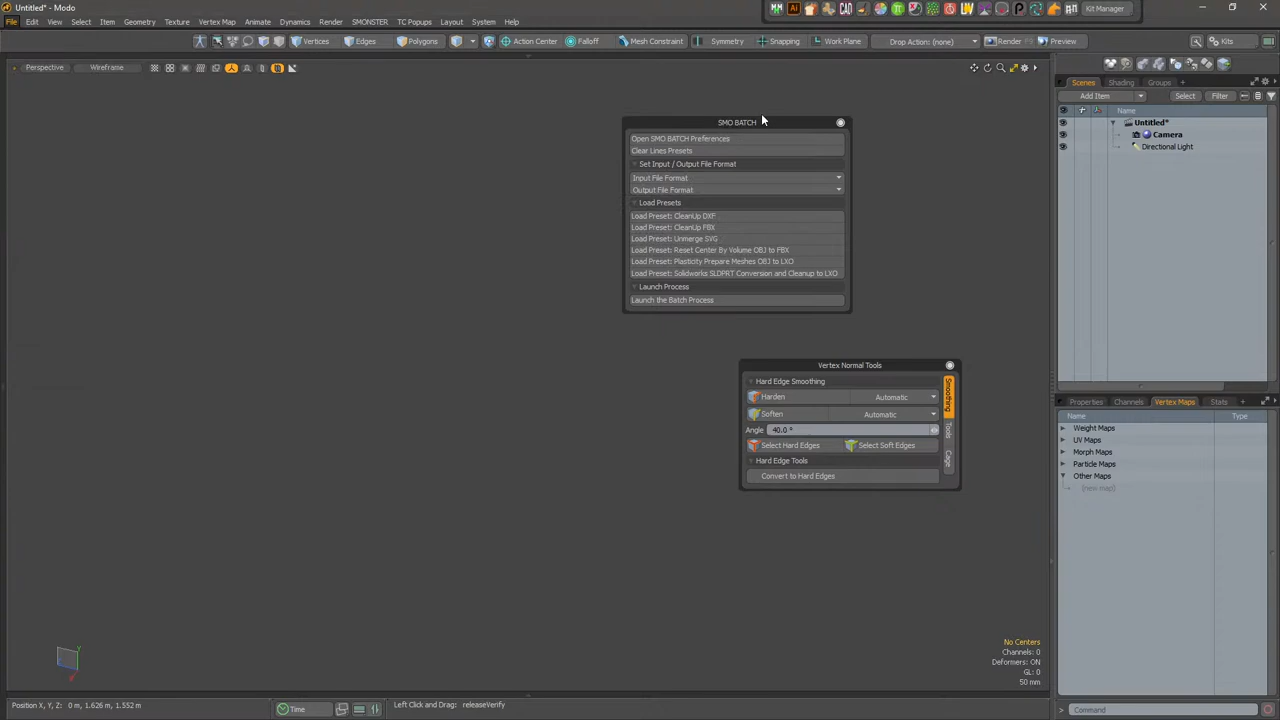 Untitled* - Modo
File Edit View Select Item Geometry Texture Vertex Map Animate Dynamics Render SMONSTER TC Popups Layout System Help
Kit Manager
Vertices Edges Polygons Action Center Falloff Mesh Constraint Symmetry Snapping Work Plane Drop Action: (none) Render Preview Kits
Perspective Wireframe
Scenes Shading Groups
Add Item Select Filter
Name
Untitled*
Camera
Directional Light
SMO BATCH
Open SMO BATCH Preferences
Clear Lines Presets
Set Input / Output File Format
Input File Format
Output File Format
Load Presets
Load Preset: CleanUp DXF
Load Preset: CleanUp FBX
Load Preset: Unmerge SVG
Load Preset: Reset Center By Volume OBJ to FBX
Load Preset: Plasticity Prepare Meshes OBJ to LXO
Load Preset: Solidworks SLDPRT Conversion and Cleanup to LXO
Launch Process
Launch the Batch Process
Vertex Normal Tools
Hard Edge Smoothing
Harden Automatic
Soften Automatic
Angle 40.0 °
Select Hard Edges Select Soft Edges
Hard Edge Tools
Convert to Hard Edges
Smoothing
Tools
Cage
Properties Channels Vertex Maps Stats
Name Type
Weight Maps
UV Maps
Morph Maps
Particle Maps
Other Maps
(new map)
No Centers
Channels: 0
Deformers: ON
GL: 0
50 mm
Position X, Y, Z: 0 m, 1.626 m, 1.552 m
Time
Left Click and Drag: releaseVerify
Command